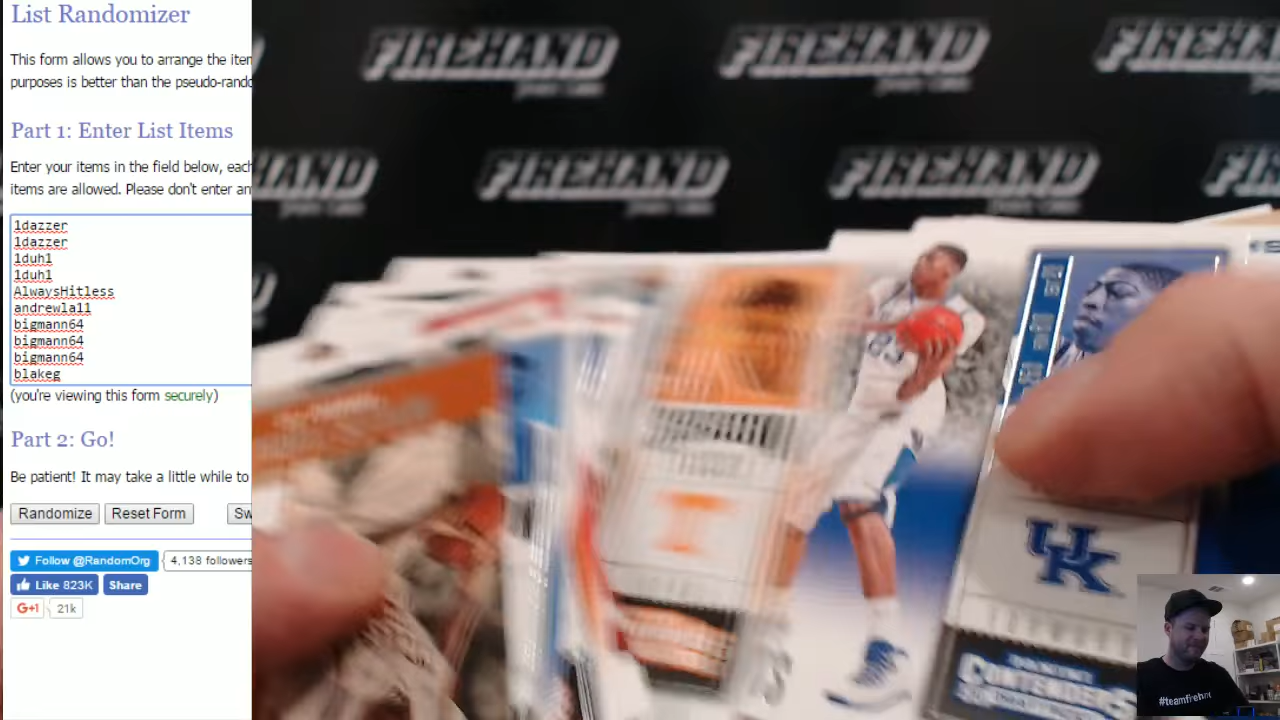 List Randomizer
This form allows you to arrange the iter
purposes is better than the pseudo-rando
Part 1: Enter List Items
Enter your items in the field below, each
items are allowed. Please don't enter an
1dazzer
1dazzer
1duh1
1duh1
AlwaysHitless
andrewla11
bigmann64
bigmann64
bigmann64
blakeg
(you're viewing this form securely)
Part 2: Go!
Be patient! It may take a little while to
Randomize Reset Form Sw
Follow @RandomOrg 4,138 followers
Like 823K Share
G+1 21k
FIREHAND FIREHAND FIREHAND
FIREHAND FIREHAND FIREHAND
UK
PANINI
CONTENDERS
#teamfireh